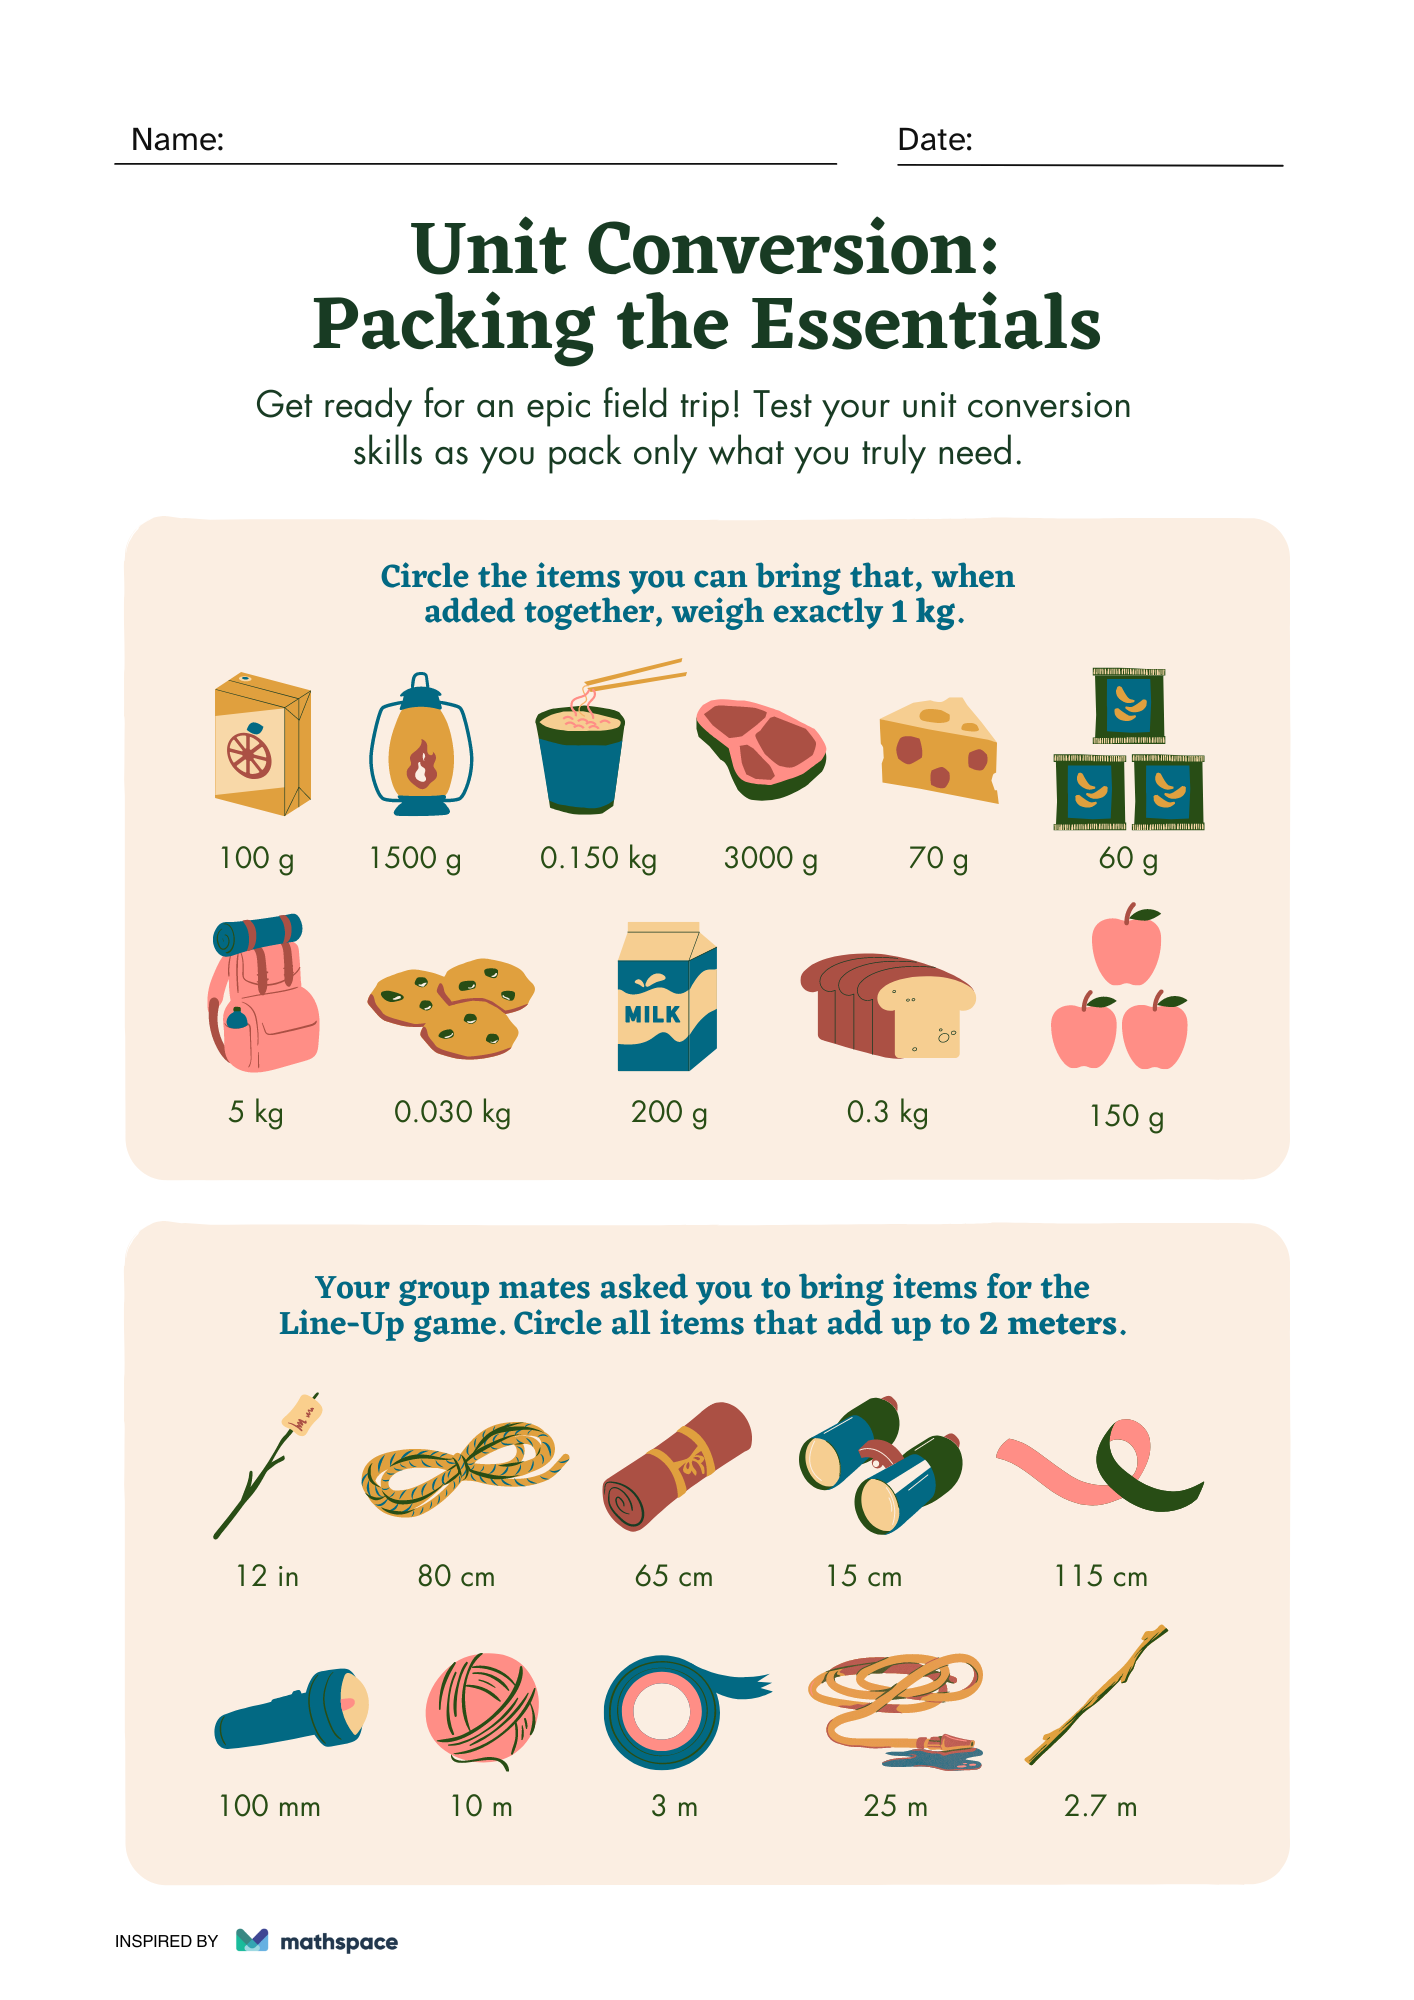 Name:
Date:
Unit Conversion:
Packing the Essentials
Get ready for an epic field trip! Test your unit conversion
skills as you pack only what you truly need.
Circle the items you can bring that, when
added together, weigh exactly 1 kg.
100 g
1500 g
0.150 kg
3000 g
70 g
60 g
MILK
5 kg
0.030 kg
200 g
0.3 kg
150 g
Your group mates asked you to bring items for the
Line-Up game. Circle all items that add up to 2 meters.
12 in
80 cm
65 cm
15 cm
115 cm
100 mm
10 m
3 m
25 m
2.7 m
INSPIRED BY mathspace